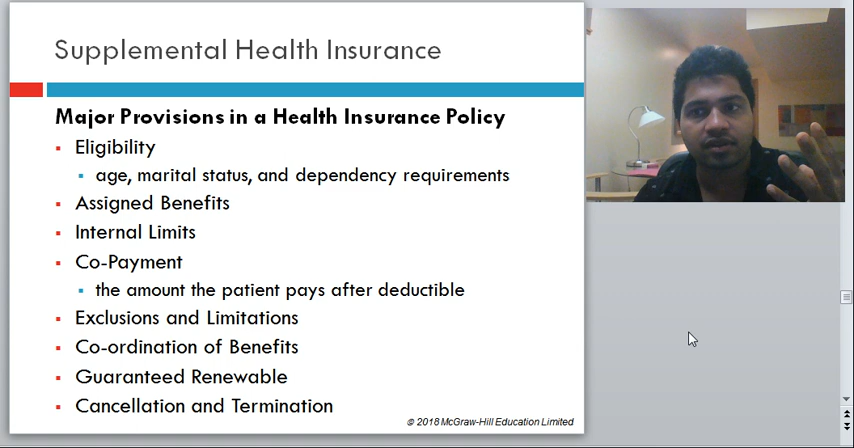 Supplemental Health Insurance
Major Provisions in a Health Insurance Policy
Eligibility
age, marital status, and dependency requirements
Assigned Benefits
Internal Limits
Co-Payment
the amount the patient pays after deductible
Exclusions and Limitations
Co-ordination of Benefits
Guaranteed Renewable
Cancellation and Termination
© 2018 McGraw-Hill Education Limited